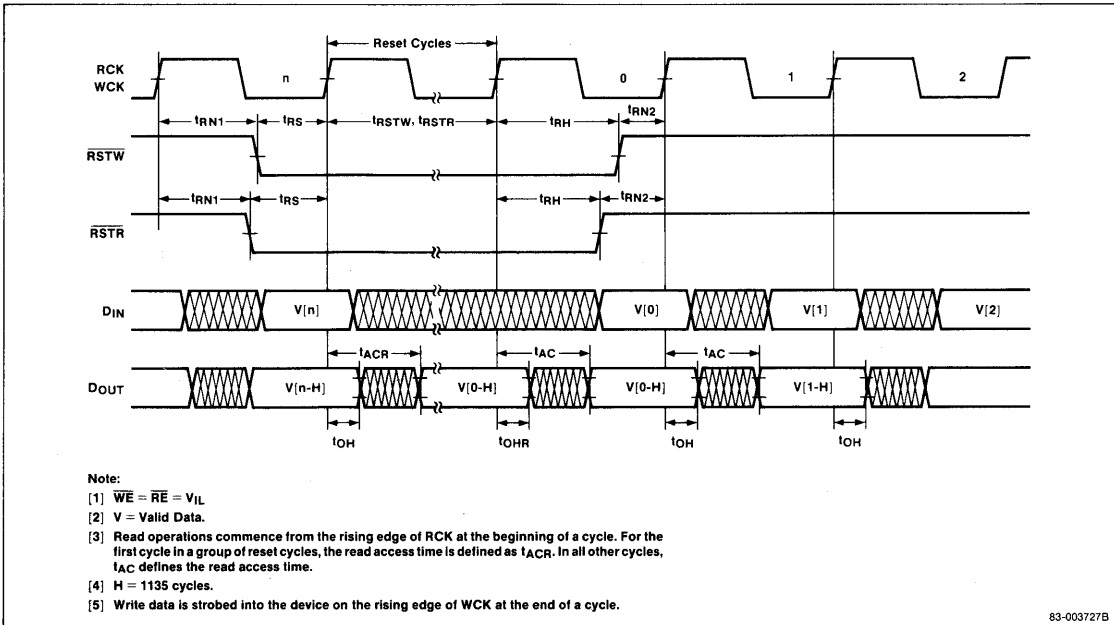 Reset Cycles
RCK
WCK
n
0
1
2
tRN1
tRS
tRSTW, tRSTR
tRH
tRN2
RSTW
tRN1
tRS
tRH
tRN2
RSTR
DIN
V[n]
V[0]
V[1]
V[2]
tACR
tAC
tAC
DOUT
V[n-H]
V[0-H]
V[0-H]
V[1-H]
tOH
tOHR
tOH
tOH
Note:
[1] WE = RE = VIL
[2] V = Valid Data.
[3] Read operations commence from the rising edge of RCK at the beginning of a cycle. For the
first cycle in a group of reset cycles, the read access time is defined as tACR. In all other cycles,
tAC defines the read access time.
[4] H = 1135 cycles.
[5] Write data is strobed into the device on the rising edge of WCK at the end of a cycle.
83-003727B